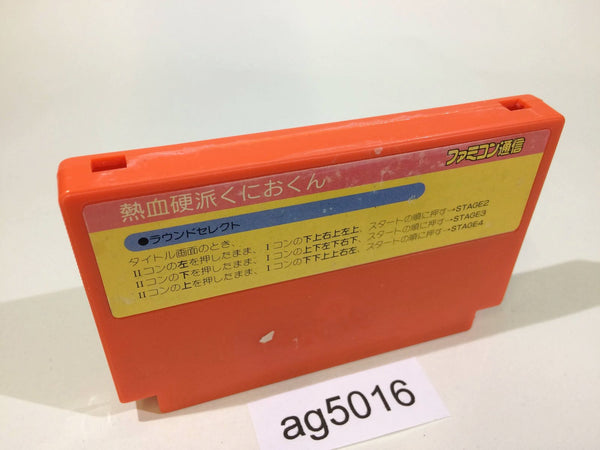 ファミコン通信
熱血硬派くにおくん
●ラウンドセレクト
タイトル画面のとき、
IIコンの左を押したまま、Iコンの下上右上左上、スタートの順に押す→STAGE2
IIコンの下を押したまま、Iコンの上下左下右下、スタートの順に押す→STAGE3
IIコンの上を押したまま、Iコンの下下上上右左、スタートの順に押す→STAGE4
ag5016